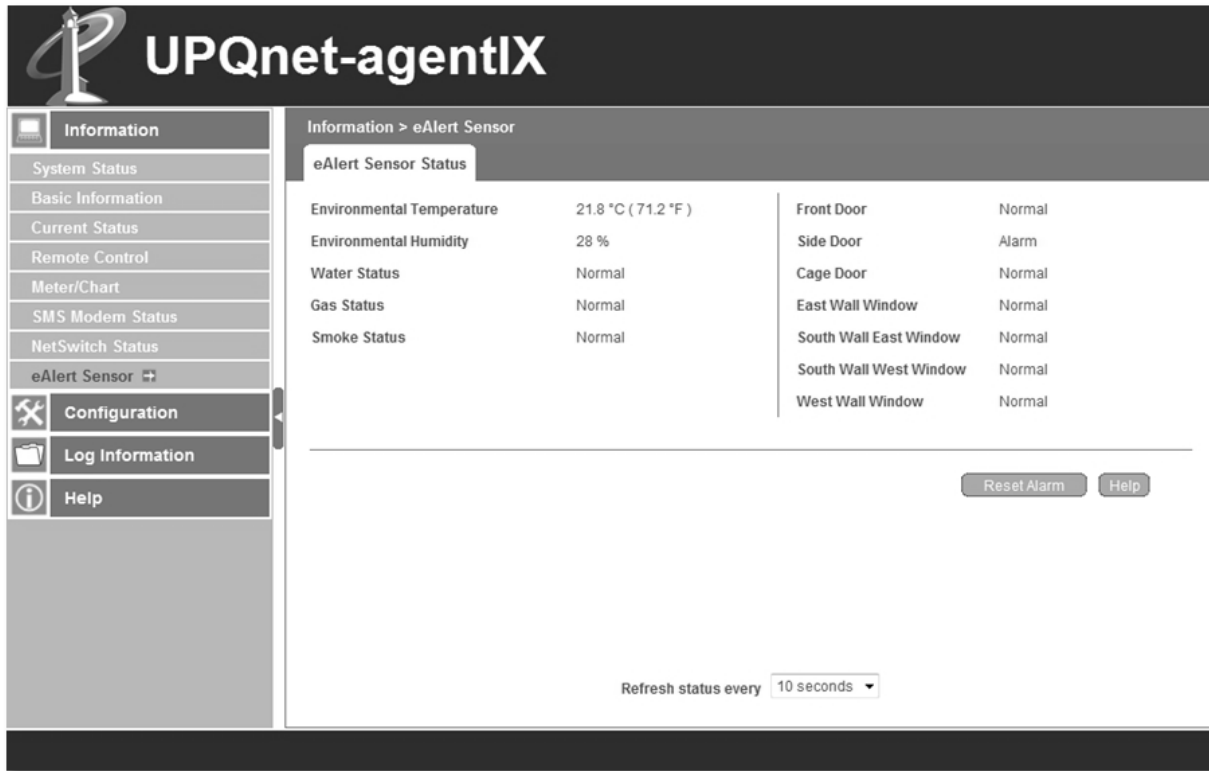 UPQnet-agentIX
Information
System Status
Basic Information
Current Status
Remote Control
Meter/Chart
SMS Modem Status
NetSwitch Status
eAlert Sensor
Configuration
Log Information
Help
Information > eAlert Sensor
eAlert Sensor Status
Environmental Temperature 21.8 °C ( 71.2 °F )
Environmental Humidity 28 %
Water Status Normal
Gas Status Normal
Smoke Status Normal
Front Door Normal
Side Door Alarm
Cage Door Normal
East Wall Window Normal
South Wall East Window Normal
South Wall West Window Normal
West Wall Window Normal
Reset Alarm Help
Refresh status every 10 seconds